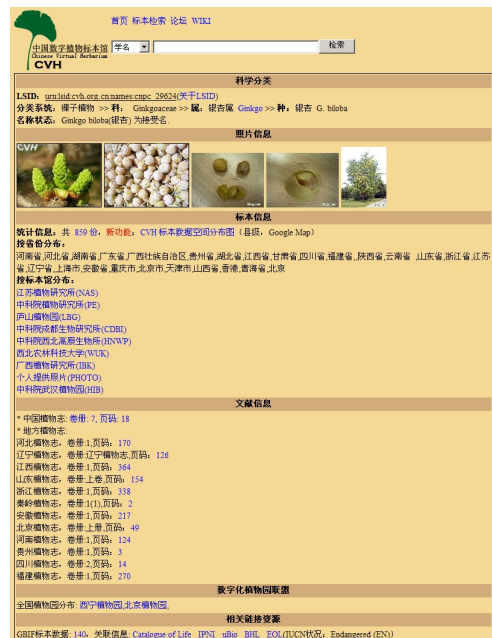 首页 标本检索 论坛 WIKI
中国数字植物标本馆
Chinese Virtual Herbarium
CVH
学名
检索
科学分类
LSID: urn:lsid:cvh.org.cn:names:cnpc_29624(关于LSID)
分类系统: 裸子植物 >> 科: Ginkgoaceae >> 属: 银杏属 Ginkgo >> 种: 银杏 G. biloba
名称状态: Ginkgo biloba(银杏) 为接受名.
照片信息
CVH
标本信息
统计信息: 共 859 份, 新功能: CVH 标本数据空间分布图 (县级, Google Map)
按省份分布:
河南省,河北省,湖南省,广东省,广西壮族自治区,贵州省,湖北省,江西省,甘肃省,四川省,福建省,,陕西省,云南省 ,山东省,浙江省,江苏
省,辽宁省,上海市,安徽省,重庆市,北京市,天津市,山西省,香港,青海省,北京
按标本馆分布:
江苏植物研究所(NAS)
中科院植物研究所(PE)
庐山植物园(LBG)
中科院成都生物研究所(CDBI)
中科院西北高原生物所(HNWP)
西北农林科技大学(WUK)
广西植物研究所(IBK)
个人提供照片(PHOTO)
中科院武汉植物园(HIB)
文献信息
* 中国植物志: 卷册: 7, 页码: 18
* 地方植物志:
河北植物志, 卷册:1,页码: 170
辽宁植物志, 卷册:辽宁植物志,页码: 126
江西植物志, 卷册:1,页码: 364
山东植物志, 卷册:上卷,页码: 154
浙江植物志, 卷册:1,页码: 338
秦岭植物志, 卷册:1(1),页码: 2
安徽植物志, 卷册:1,页码: 217
北京植物志, 卷册:上册,页码: 49
河南植物志, 卷册:1,页码: 124
贵州植物志, 卷册:1,页码: 3
四川植物志, 卷册:2,页码: 14
福建植物志, 卷册:1,页码: 270
数字化植物园联盟
全国植物园分布: 西宁植物园,北京植物园,
相关链接资源
GBIF标本数据: 140, 关联信息: Catalogue of Life IPNI uBio BHL EOL(IUCN状况: Endangered (EN))